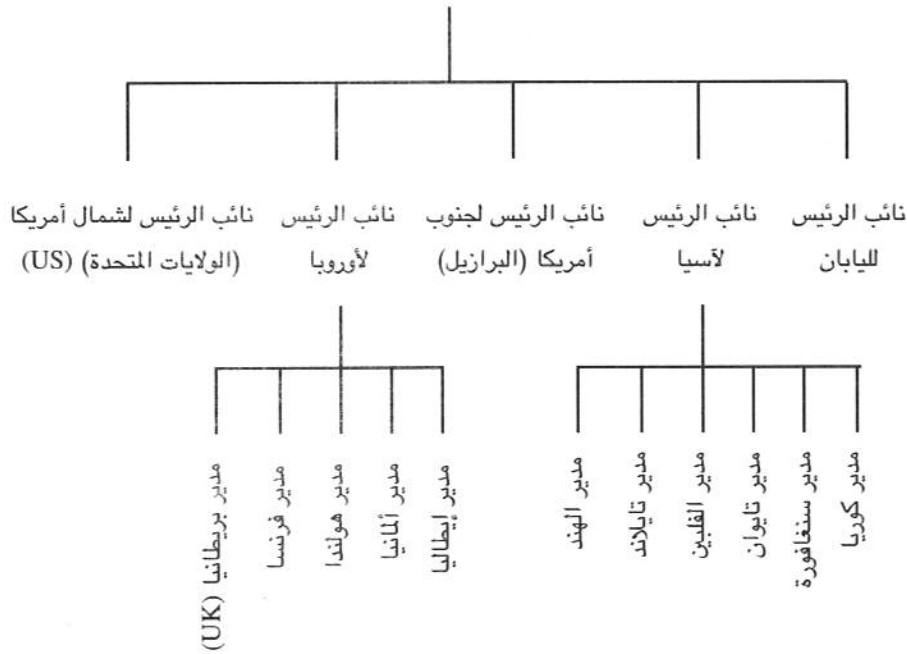 نائب الرئيس
لليابان
نائب الرئيس
لآسيا
نائب الرئيس لجنوب
أمريكا (البرازيل)
نائب الرئيس
لأوروبا
نائب الرئيس لشمال أمريكا
(الولايات المتحدة) (US)
مدير كوريا
مدير سنغافورة
مدير تايوان
مدير الفلبين
مدير تايلاند
مدير الهند
مدير إيطاليا
مدير ألمانيا
مدير هولندا
مدير فرنسا
مدير بريطانيا (UK)